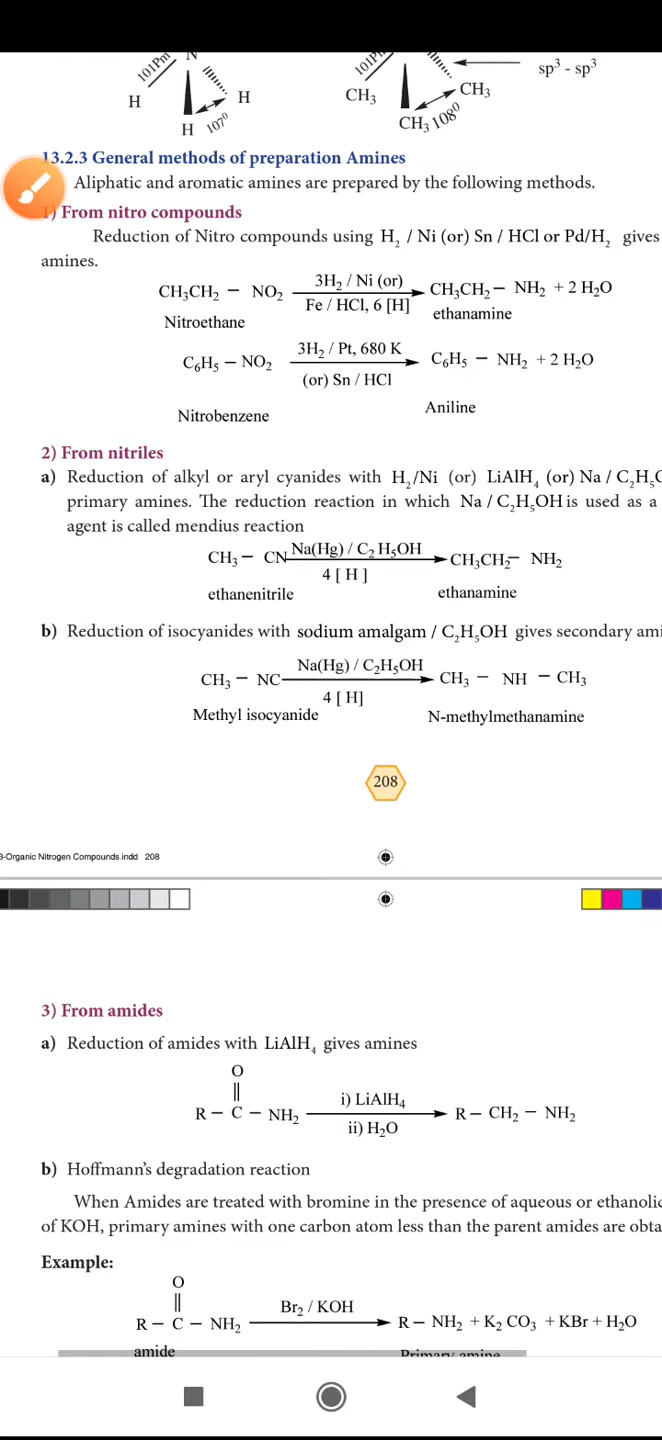 101Pm N
H H
H 107⁰
101Pm
CH₃ CH₃
CH₃ 108⁰
sp³ - sp³
13.2.3 General methods of preparation Amines
Aliphatic and aromatic amines are prepared by the following methods.
1) From nitro compounds
Reduction of Nitro compounds using H₂ / Ni (or) Sn / HCl or Pd/H₂ gives
amines.
3H₂ / Ni (or)
CH₃CH₂ − NO₂ CH₃CH₂ − NH₂ + 2 H₂O
Fe / HCl, 6 [H]
Nitroethane ethanamine
3H₂ / Pt, 680 K
C₆H₅ − NO₂ C₆H₅ − NH₂ + 2 H₂O
(or) Sn / HCl
Nitrobenzene Aniline
2) From nitriles
a) Reduction of alkyl or aryl cyanides with H₂/Ni (or) LiAlH₄ (or) Na / C₂H₅
primary amines. The reduction reaction in which Na / C₂H₅OH is used as a
agent is called mendius reaction
Na(Hg) / C₂ H₅OH
CH₃ − CN CH₃CH₂− NH₂
4 [ H ]
ethanenitrile ethanamine
b) Reduction of isocyanides with sodium amalgam / C₂H₅OH gives secondary ami
Na(Hg) / C₂H₅OH
CH₃ − NC CH₃ − NH − CH₃
4 [ H]
Methyl isocyanide N-methylmethanamine
208
3-Organic Nitrogen Compounds.indd 208
3) From amides
a) Reduction of amides with LiAlH₄ gives amines
O
||
i) LiAlH₄
R − C − NH₂ R − CH₂ − NH₂
ii) H₂O
b) Hoffmann's degradation reaction
When Amides are treated with bromine in the presence of aqueous or ethanolic
of KOH, primary amines with one carbon atom less than the parent amides are obta
Example:
O
||
Br₂ / KOH
R − C − NH₂ R − NH₂ + K₂ CO₃ + KBr + H₂O
amide Primary amine